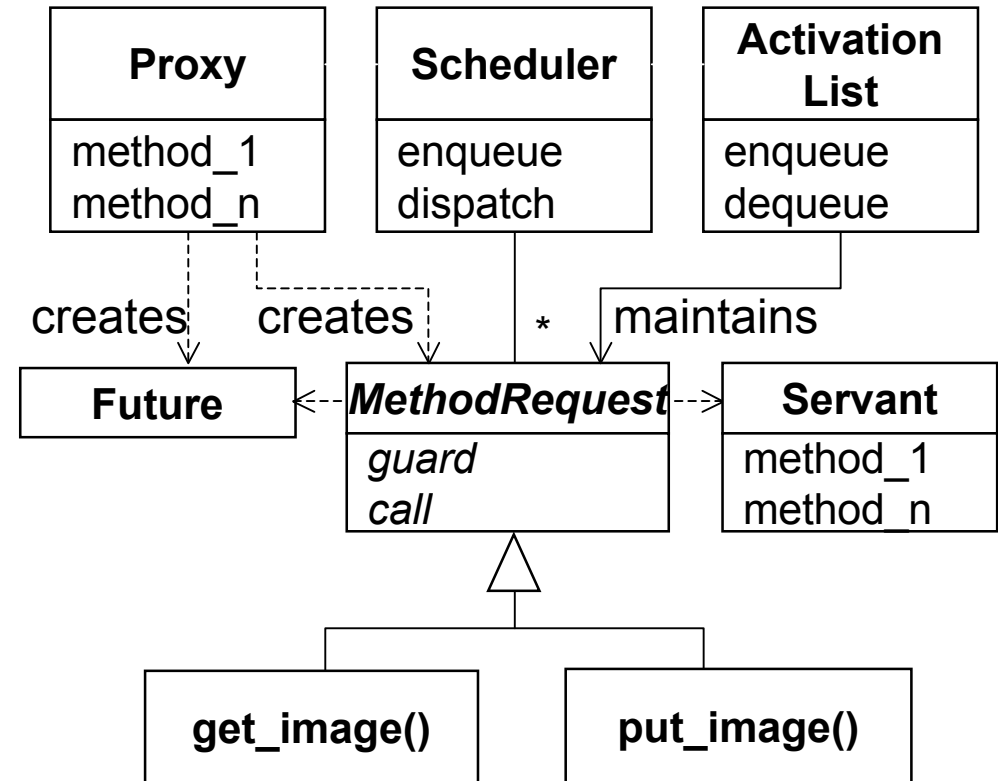 Proxy
method_1
method_n
Scheduler
enqueue
dispatch
Activation
List
enqueue
dequeue
creates
creates
*
maintains
Future
MethodRequest
guard
call
Servant
method_1
method_n
get_image()
put_image()